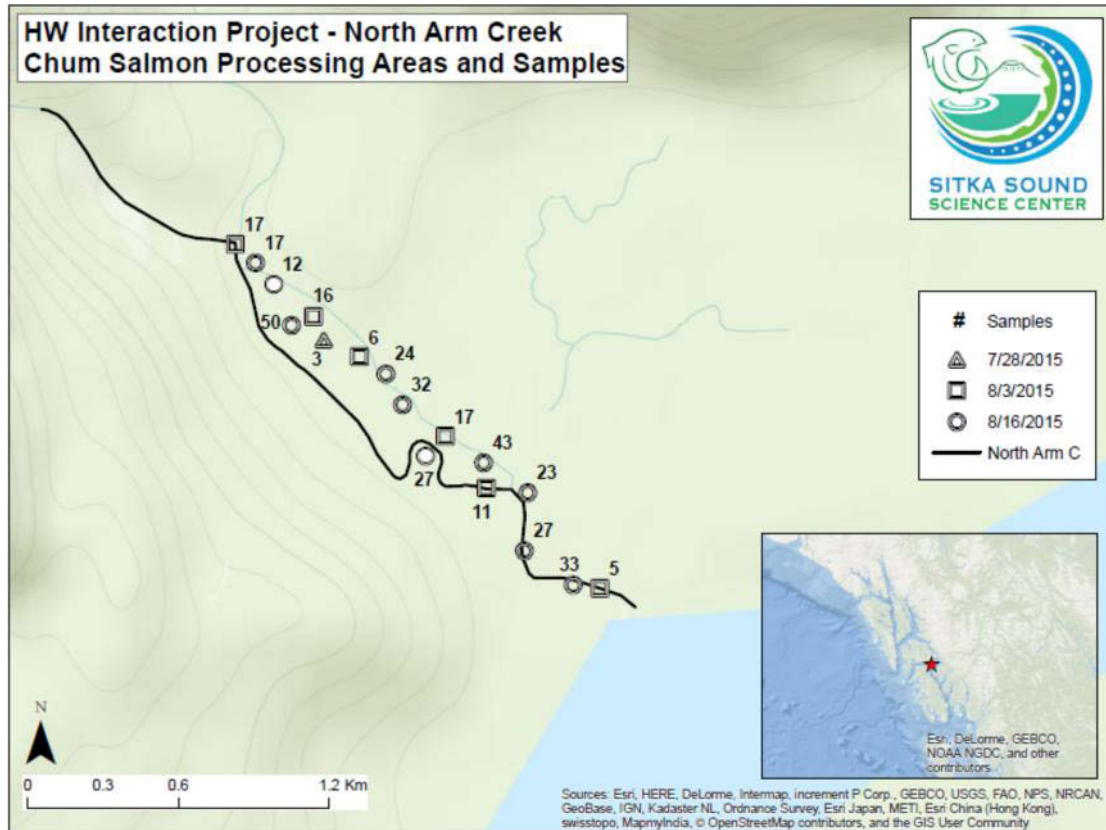 HW Interaction Project - North Arm Creek
Chum Salmon Processing Areas and Samples
SITKA SOUND
SCIENCE CENTER
17
17
12
16
50
3
6
24
32
17
43
27
11
23
27
33
5
# Samples
7/28/2015
8/3/2015
8/16/2015
North Arm C
N
0 0.3 0.6 1.2 Km
Esri, DeLorme, GEBCO,
NOAA NGDC, and other
contributors
Sources: Esri, HERE, DeLorme, Intermap, increment P Corp., GEBCO, USGS, FAO, NPS, NRCAN,
GeoBase, IGN, Kadaster NL, Ordnance Survey, Esri Japan, METI, Esri China (Hong Kong),
swisstopo, MapmyIndia, © OpenStreetMap contributors, and the GIS User Community